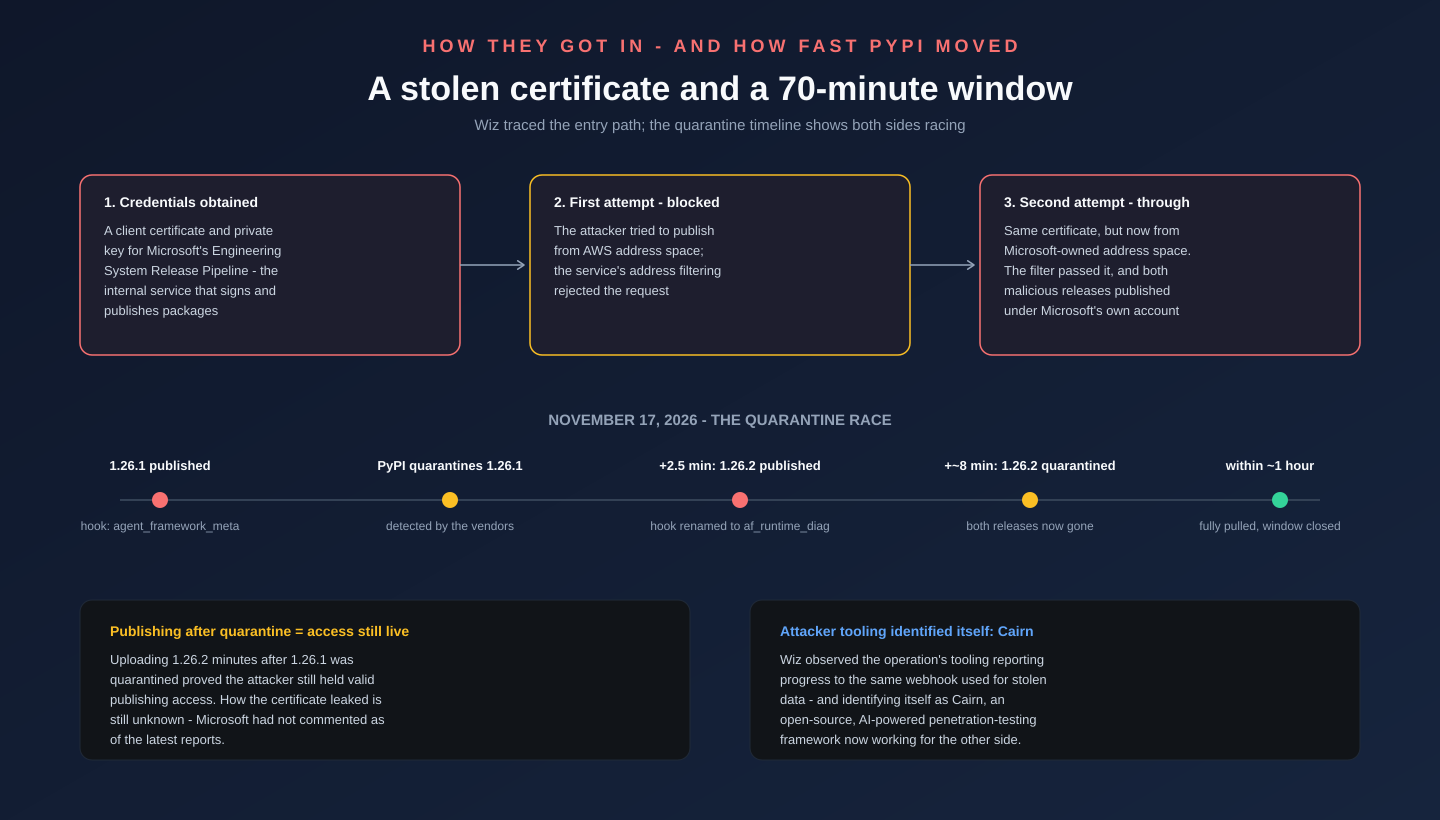 HOW THEY GOT IN - AND HOW FAST PYPI MOVED
A stolen certificate and a 70-minute window
Wiz traced the entry path; the quarantine timeline shows both sides racing
1. Credentials obtained
A client certificate and private
key for Microsoft's Engineering
System Release Pipeline - the
internal service that signs and
publishes packages
2. First attempt - blocked
The attacker tried to publish
from AWS address space;
the service's address filtering
rejected the request
3. Second attempt - through
Same certificate, but now from
Microsoft-owned address space.
The filter passed it, and both
malicious releases published
under Microsoft's own account
NOVEMBER 17, 2026 - THE QUARANTINE RACE
1.26.1 published
hook: agent_framework_meta
PyPI quarantines 1.26.1
detected by the vendors
+2.5 min: 1.26.2 published
hook renamed to af_runtime_diag
+~8 min: 1.26.2 quarantined
both releases now gone
within ~1 hour
fully pulled, window closed
Publishing after quarantine = access still live
Uploading 1.26.2 minutes after 1.26.1 was
quarantined proved the attacker still held valid
publishing access. How the certificate leaked is
still unknown - Microsoft had not commented as
of the latest reports.
Attacker tooling identified itself: Cairn
Wiz observed the operation's tooling reporting
progress to the same webhook used for stolen
data - and identifying itself as Cairn, an
open-source, AI-powered penetration-testing
framework now working for the other side.